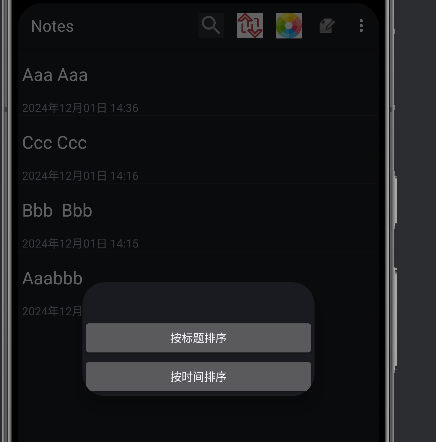 Notes
Aaa Aaa
2024年12月01日 14:36
Ccc Ccc
2024年12月01日 14:16
Bbb  Bbb
2024年12月01日 14:15
Aaabbb
2024年12月
按标题排序
按时间排序